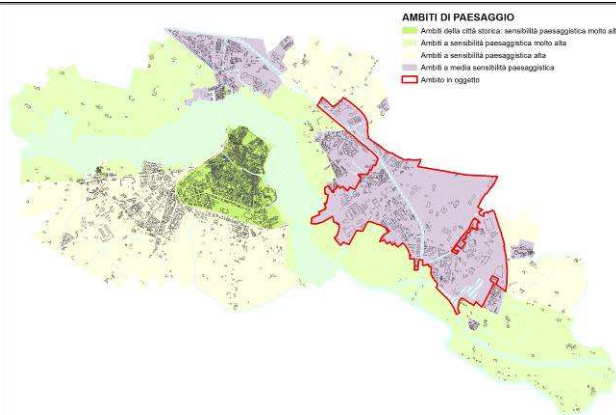 AMBITI DI PAESAGGIO
Ambiti della città storica: sensibilità paesaggistica molto alt
Ambiti a sensibilità paesaggistica molto alta
Ambiti a sensibilità paesaggistica alta
Ambiti a media sensibilità paesaggistica
Ambito in oggetto